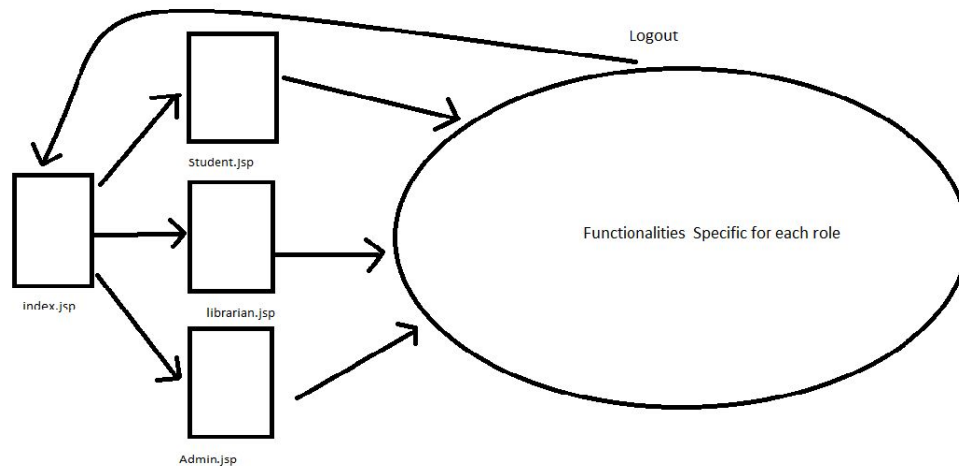 Logout
Student.jsp
Functionalities Specific for each role
index.jsp
librarian.jsp
Admin.jsp